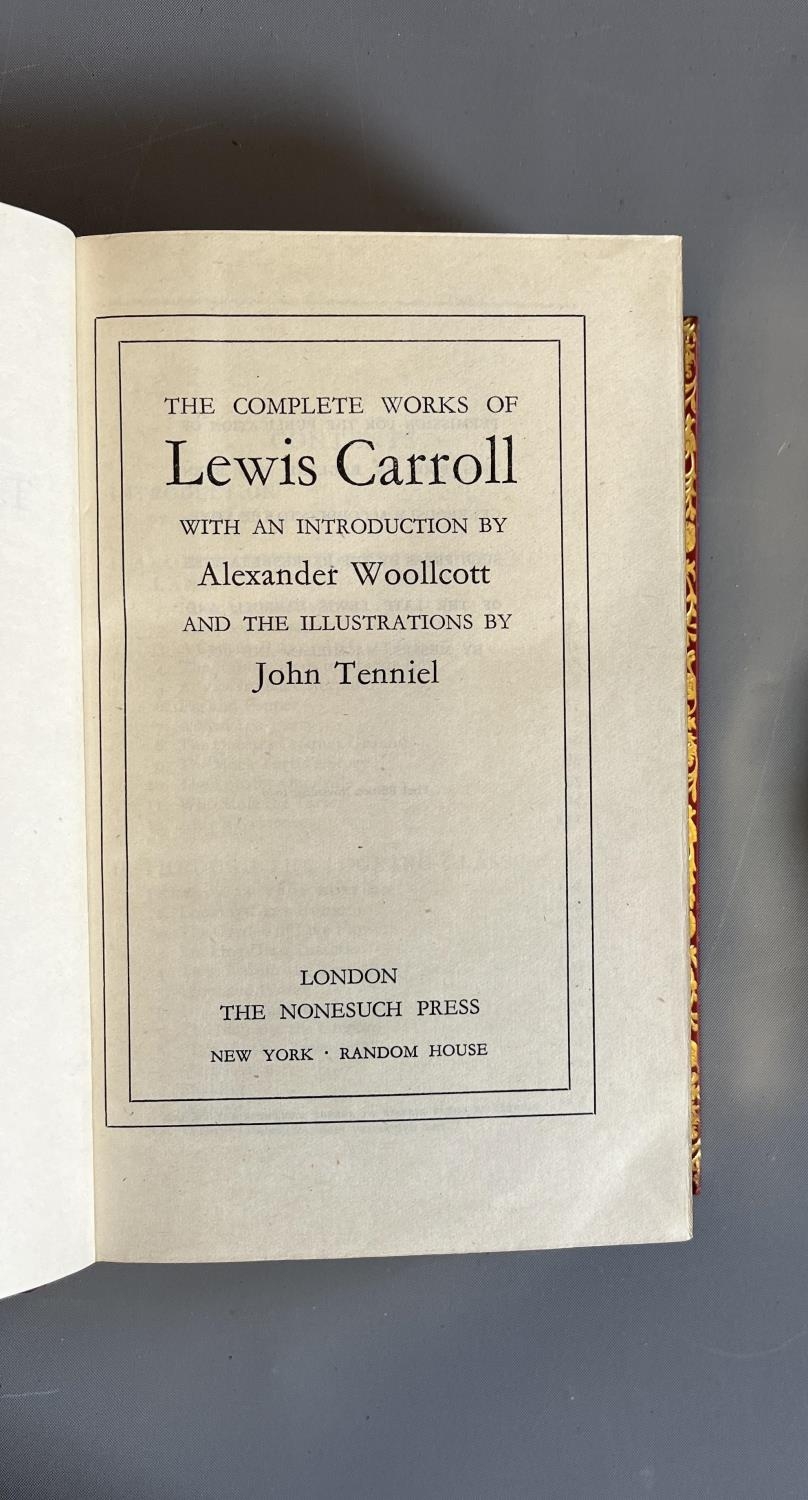 THE COMPLETE WORKS OF
Lewis Carroll
WITH AN INTRODUCTION BY
Alexander Woollcott
AND THE ILLUSTRATIONS BY
John Tenniel
LONDON
THE NONESUCH PRESS
NEW YORK · RANDOM HOUSE